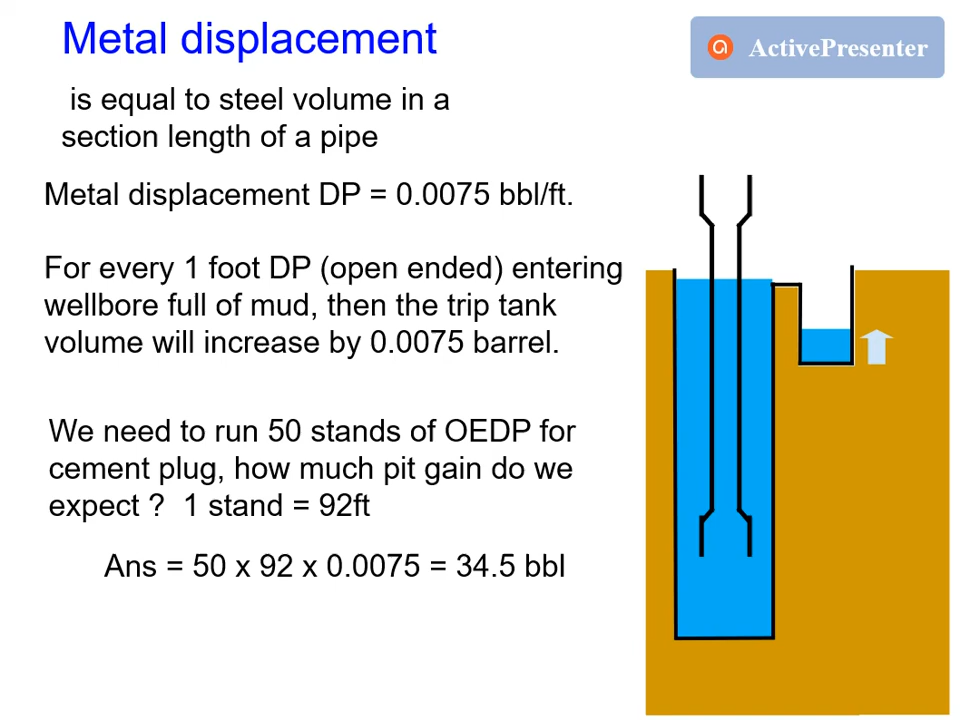 Metal displacement
ActivePresenter
is equal to steel volume in a
section length of a pipe
Metal displacement DP = 0.0075 bbl/ft.
For every 1 foot DP (open ended) entering
wellbore full of mud, then the trip tank
volume will increase by 0.0075 barrel.
We need to run 50 stands of OEDP for
cement plug, how much pit gain do we
expect ?  1 stand = 92ft
Ans = 50 x 92 x 0.0075 = 34.5 bbl